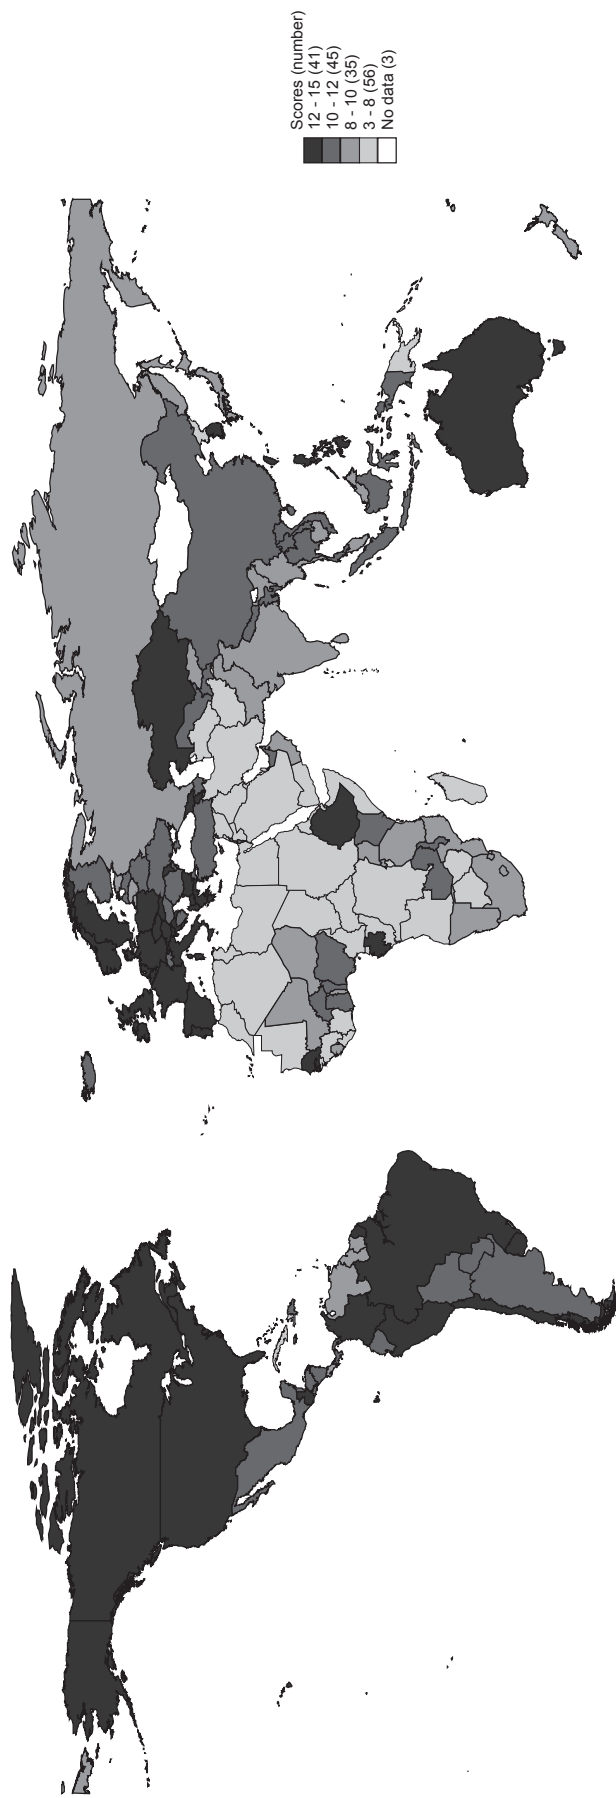 Scores (number)
12 - 15 (41)
10 - 12 (45)
8 - 10 (35)
3 - 8 (56)
No data (3)